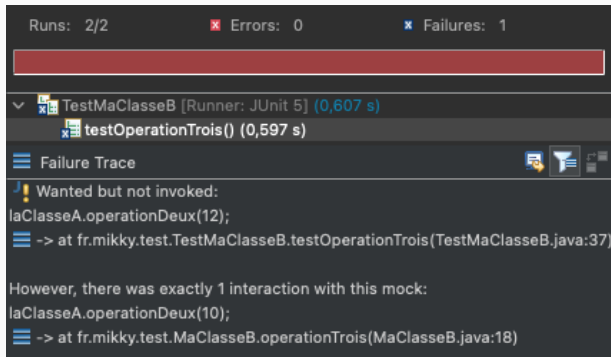 Runs: 2/2 Errors: 0 Failures: 1
TestMaClasseB [Runner: JUnit 5] (0,607 s)
testOperationTrois() (0,597 s)
Failure Trace
Wanted but not invoked:
laClasseA.operationDeux(12);
-> at fr.mikky.test.TestMaClasseB.testOperationTrois(TestMaClasseB.java:37)
However, there was exactly 1 interaction with this mock:
laClasseA.operationDeux(10);
-> at fr.mikky.test.MaClasseB.operationTrois(MaClasseB.java:18)